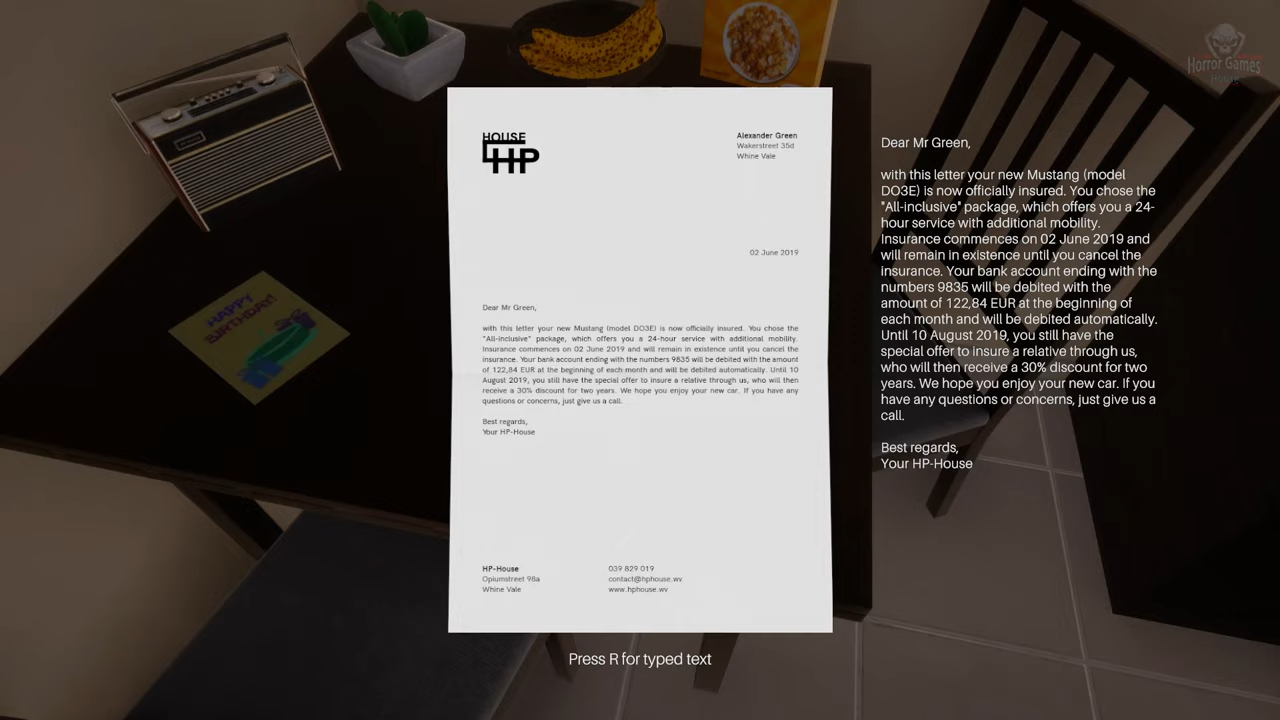 Horror Games
House
HAPPY
BIRTHDAY!
HOUSE
HP
Alexander Green
Wakerstreet 35d
Whine Vale
02 June 2019
Dear Mr Green,
with this letter your new Mustang (model DO3E) is now officially insured. You chose the
"All-inclusive" package, which offers you a 24-hour service with additional mobility.
Insurance commences on 02 June 2019 and will remain in existence until you cancel the
insurance. Your bank account ending with the numbers 9835 will be debited with the amount
of 122,84 EUR at the beginning of each month and will be debited automatically. Until 10
August 2019, you still have the special offer to insure a relative through us, who will then
receive a 30% discount for two years. We hope you enjoy your new car. If you have any
questions or concerns, just give us a call.
Best regards,
Your HP-House
HP-House
Opiumstreet 98a
Whine Vale
039 829 019
contact@hphouse.wv
www.hphouse.wv
Dear Mr Green,
with this letter your new Mustang (model
DO3E) is now officially insured. You chose the
"All-inclusive" package, which offers you a 24-
hour service with additional mobility.
Insurance commences on 02 June 2019 and
will remain in existence until you cancel the
insurance. Your bank account ending with the
numbers 9835 will be debited with the
amount of 122,84 EUR at the beginning of
each month and will be debited automatically.
Until 10 August 2019, you still have the
special offer to insure a relative through us,
who will then receive a 30% discount for two
years. We hope you enjoy your new car. If you
have any questions or concerns, just give us a
call.
Best regards,
Your HP-House
Press R for typed text